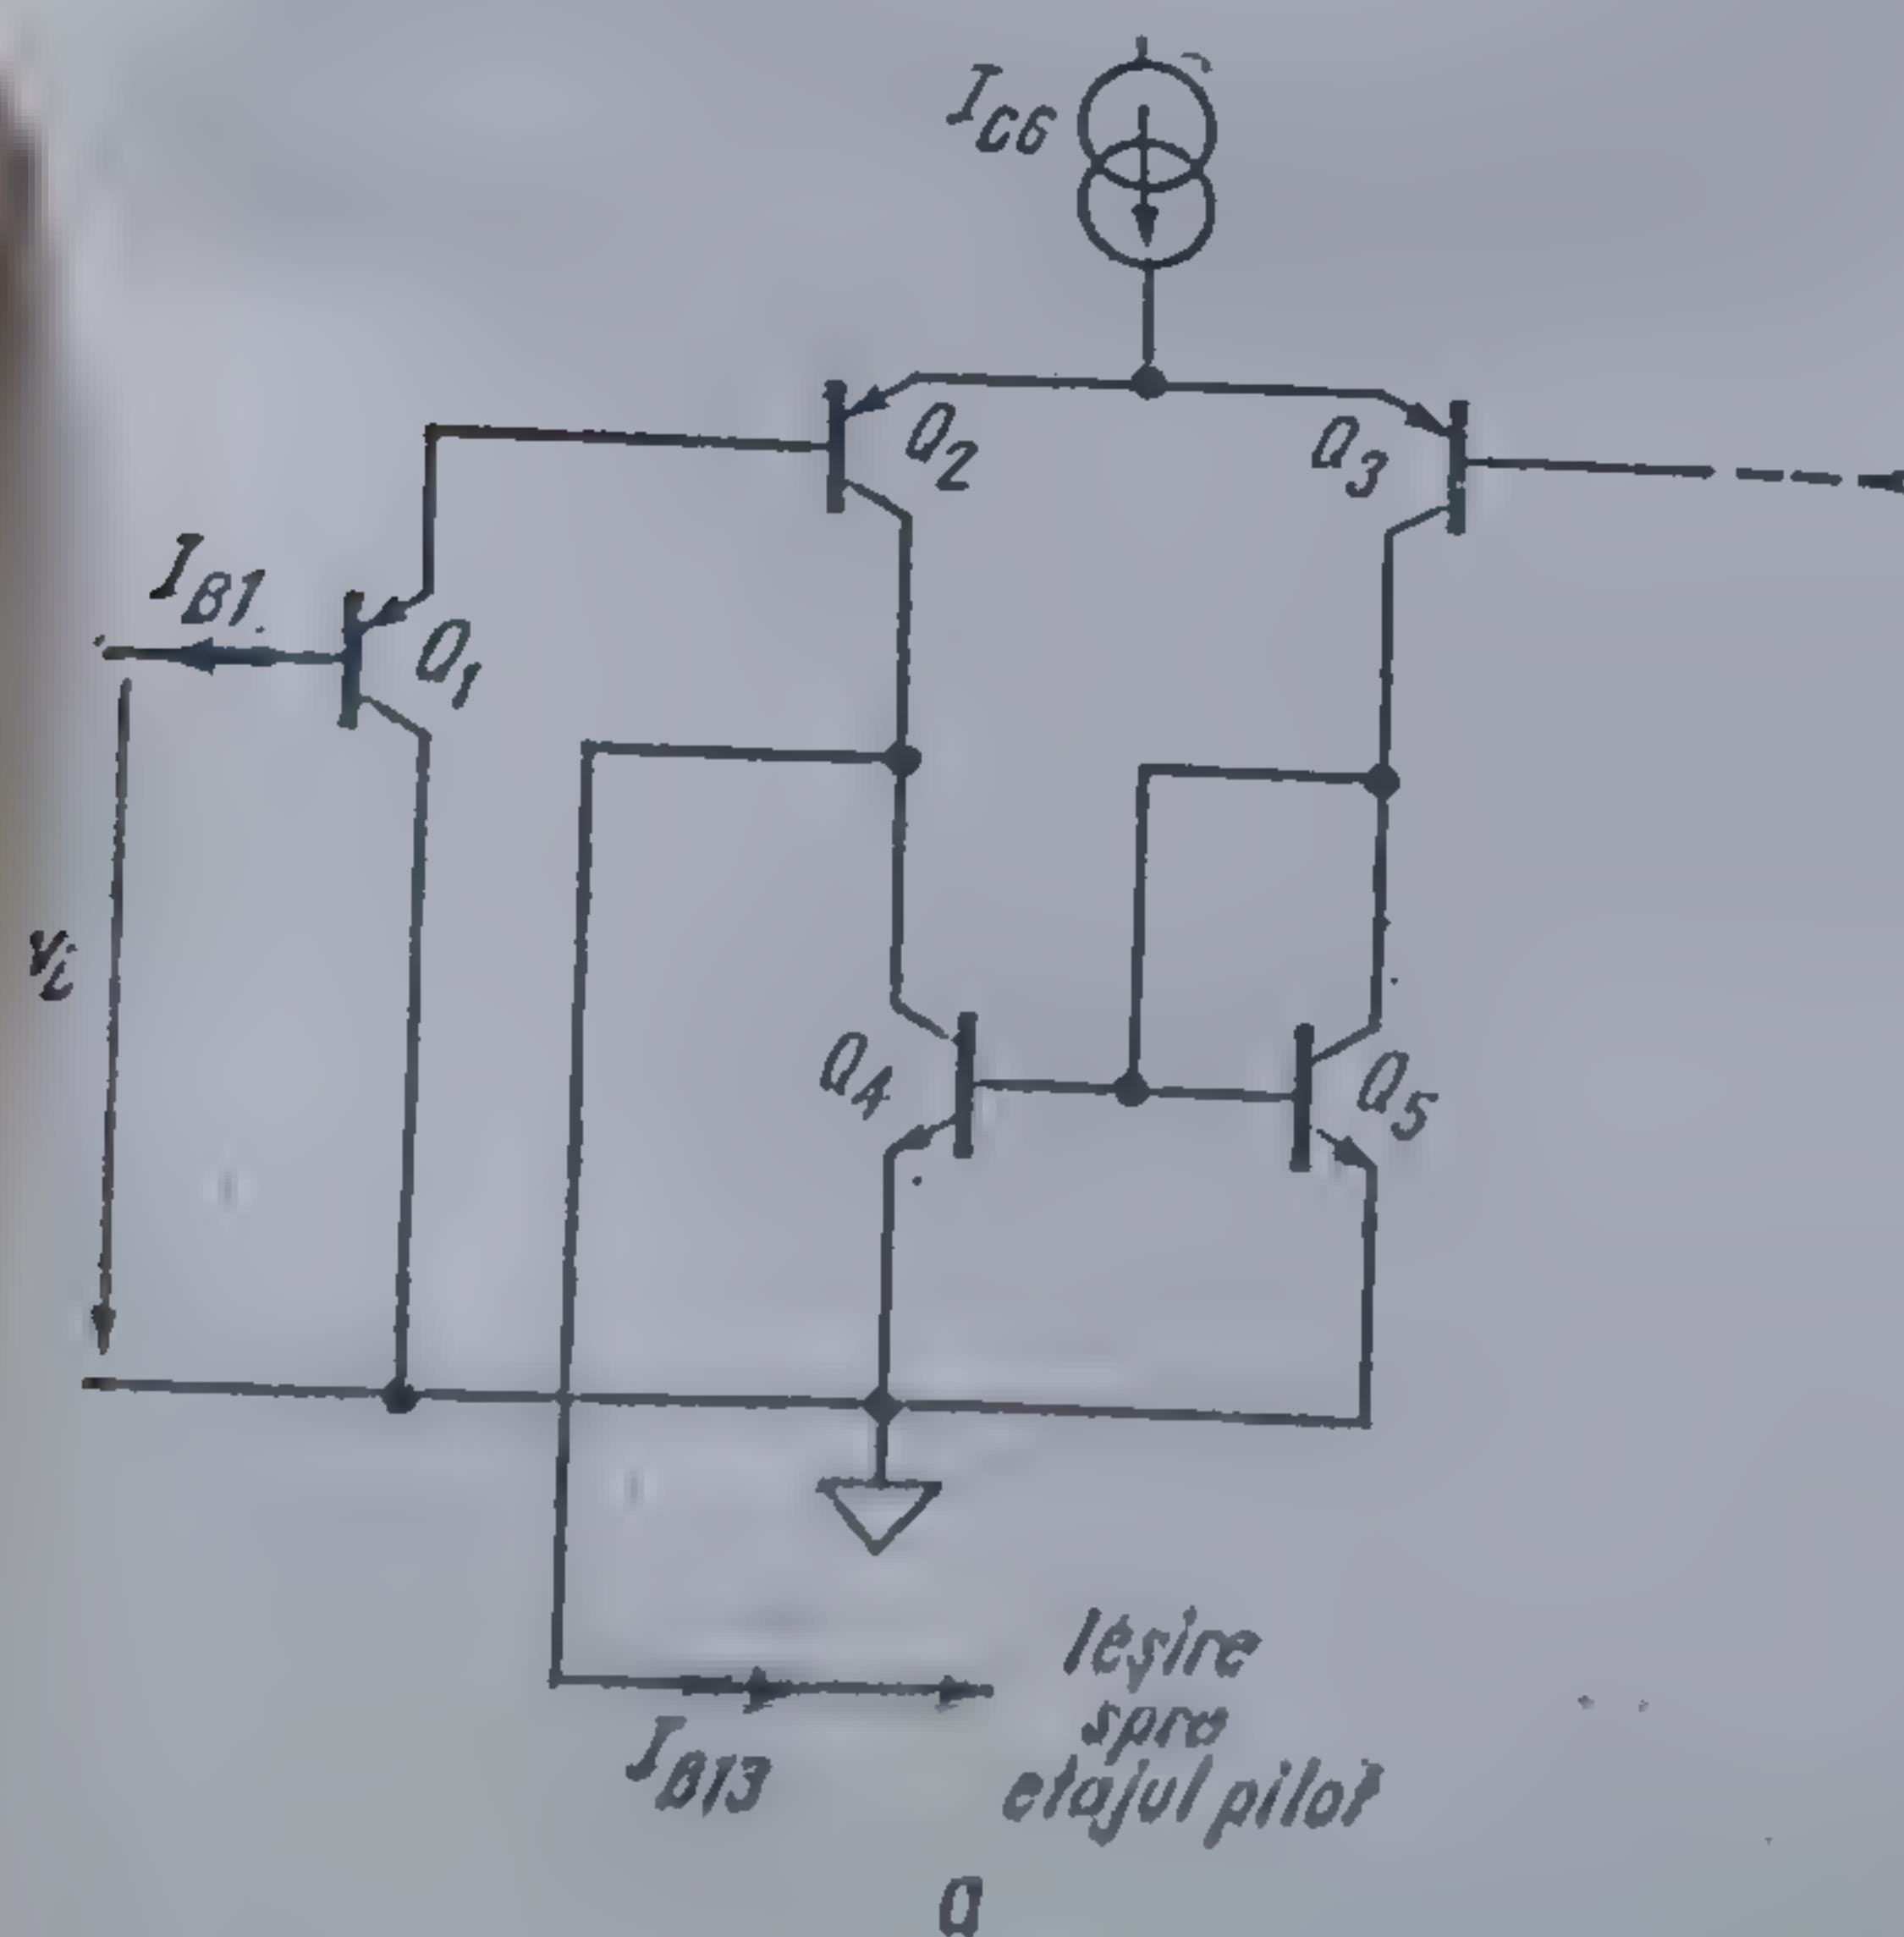 I_C6
Q_2
Q_3
I_B1
Q_1
v_i
Q_4
Q_5
Ieşire
spre
etajul pilot
I_B13
a